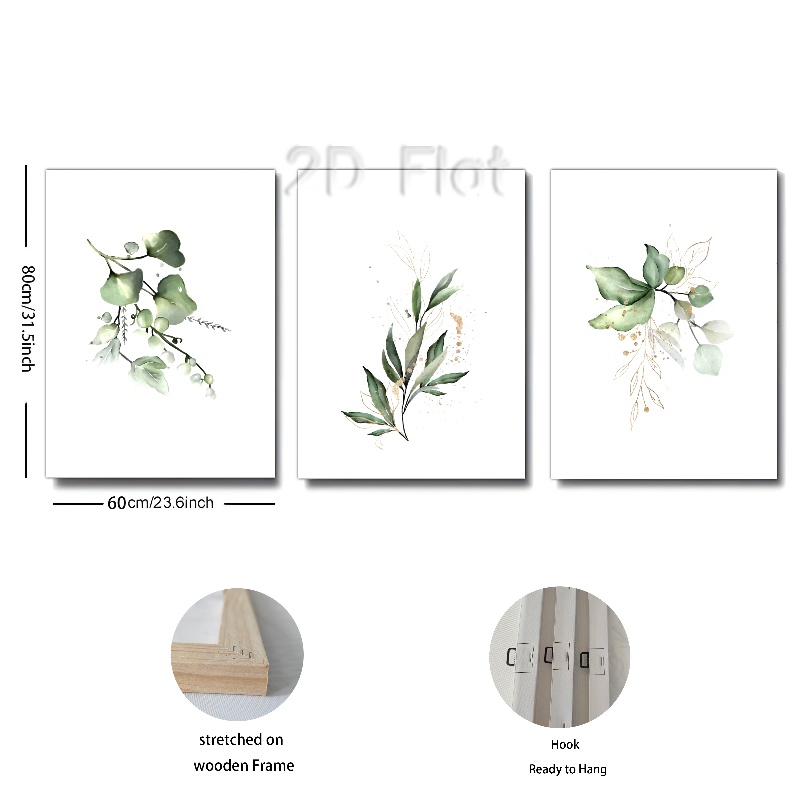 2D Flat
80cm/31.5inch
60cm/23.6inch
stretched on
wooden Frame
Hook
Ready to Hang